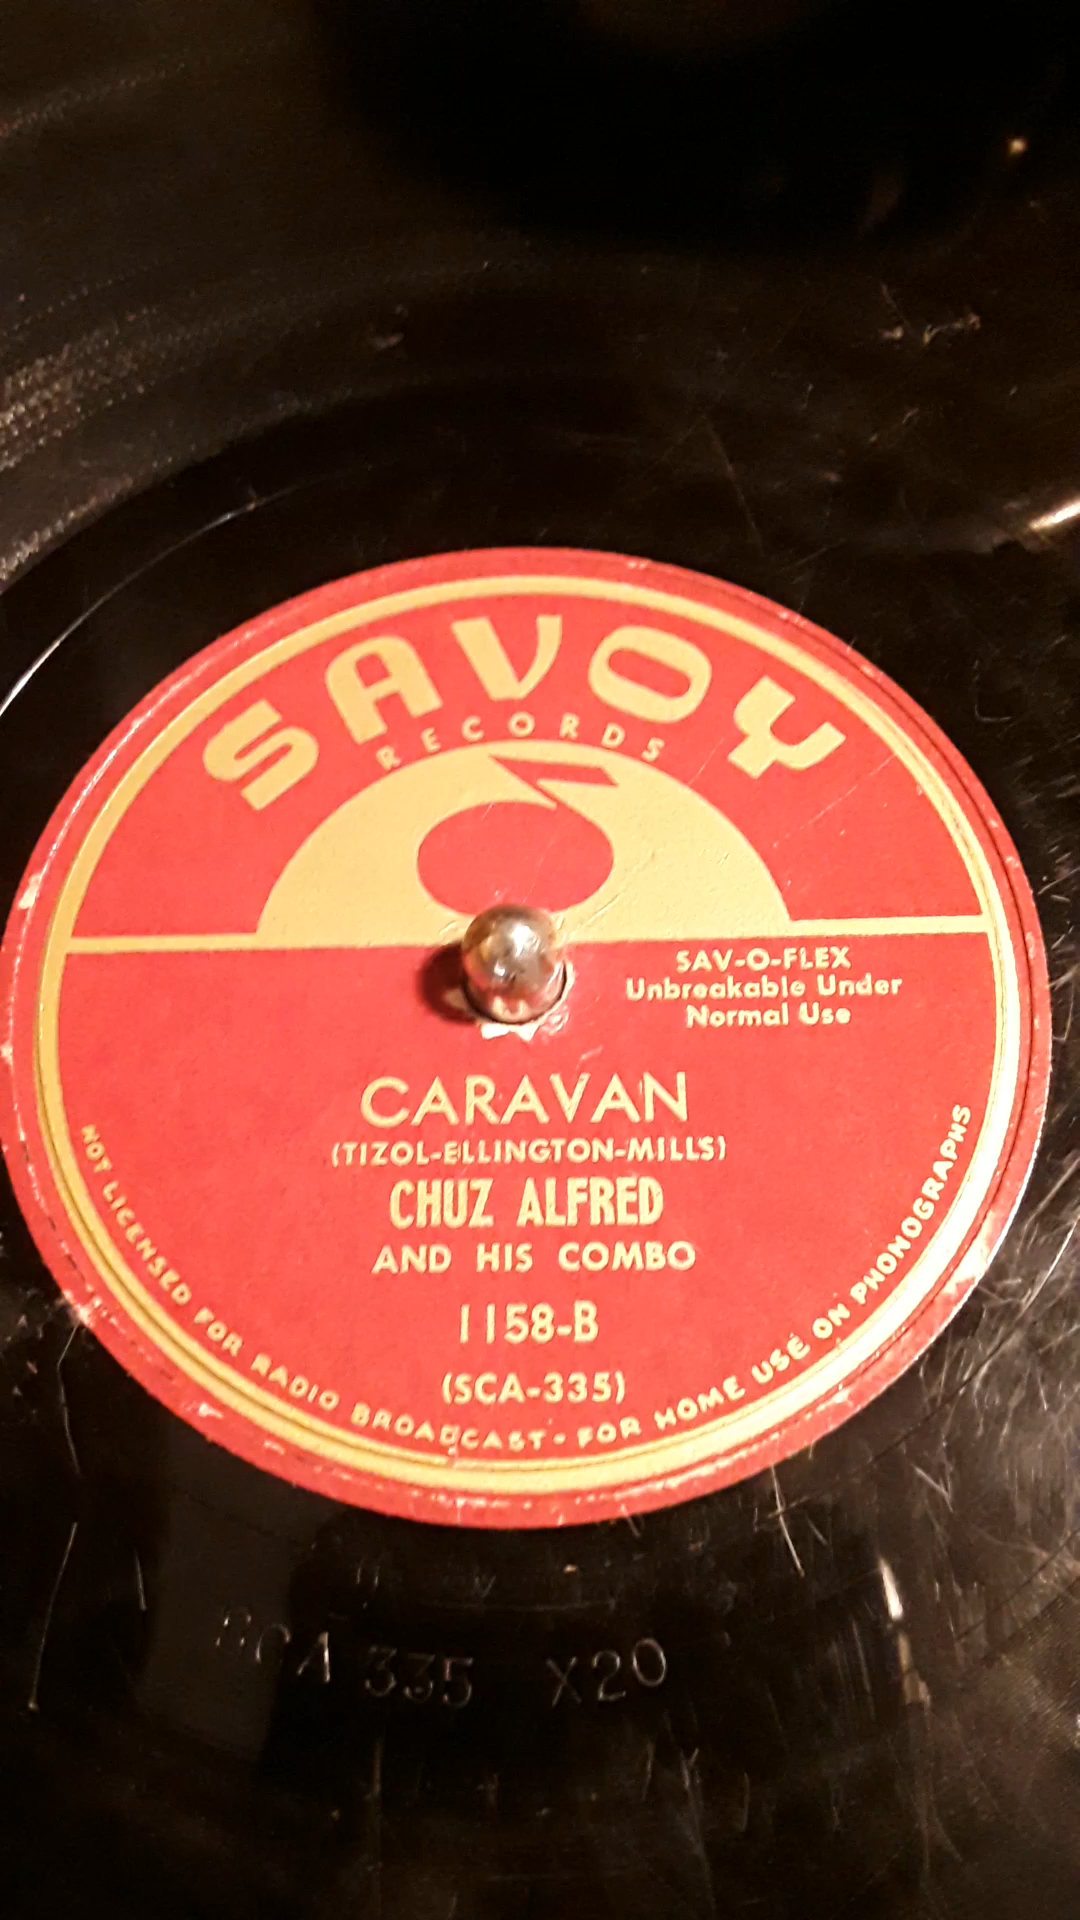 SAVOY
RECORDS
SAV-O-FLEX
Unbreakable Under
Normal Use
CARAVAN
(TIZOL-ELLINGTON-MILLS)
CHUZ ALFRED
AND HIS COMBO
1158-B
(SCA-335)
NOT LICENSED FOR RADIO BROADCAST - FOR HOME USE ON PHONOGRAPHS
SCA 335 X20